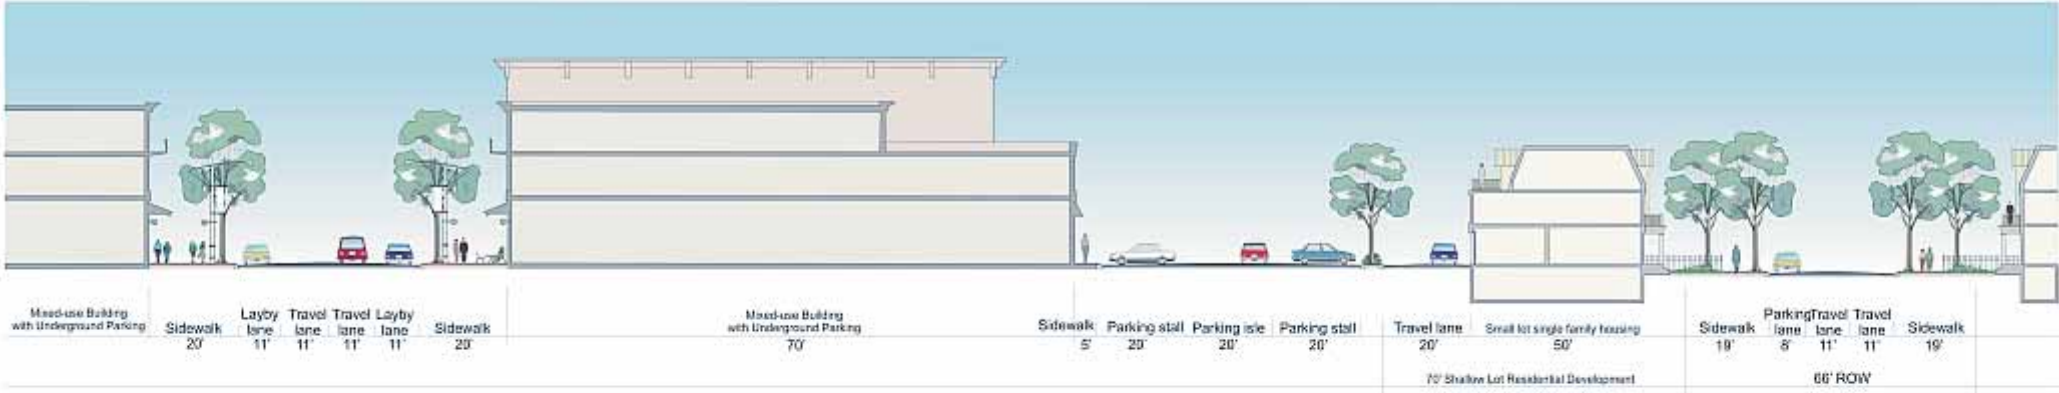 Mixed-use Building
with Underground Parking
Sidewalk
20'
Layby
lane
11'
Travel
lane
11'
Travel
lane
11'
Layby
lane
11'
Sidewalk
20'
Mixed-use Building
with Underground Parking
70'
Sidewalk
5'
Parking stall
20'
Parking isle
20'
Parking stall
20'
Travel lane
20'
Small lot single family housing
50'
Sidewalk
19'
Parking
lane
8'
Travel
lane
11'
Travel
lane
11'
Sidewalk
19'
70' Shallow Lot Residential Development
66' ROW